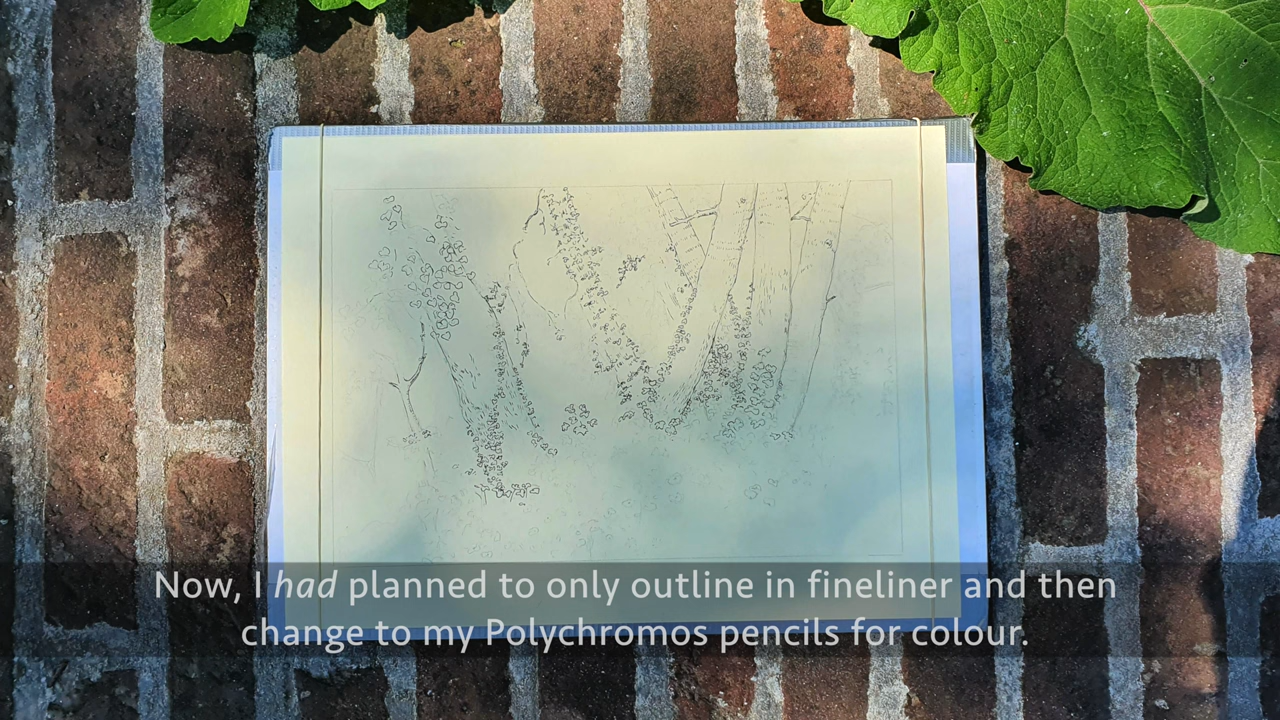 Now, I had planned to only outline in fineliner and then
change to my Polychromos pencils for colour.